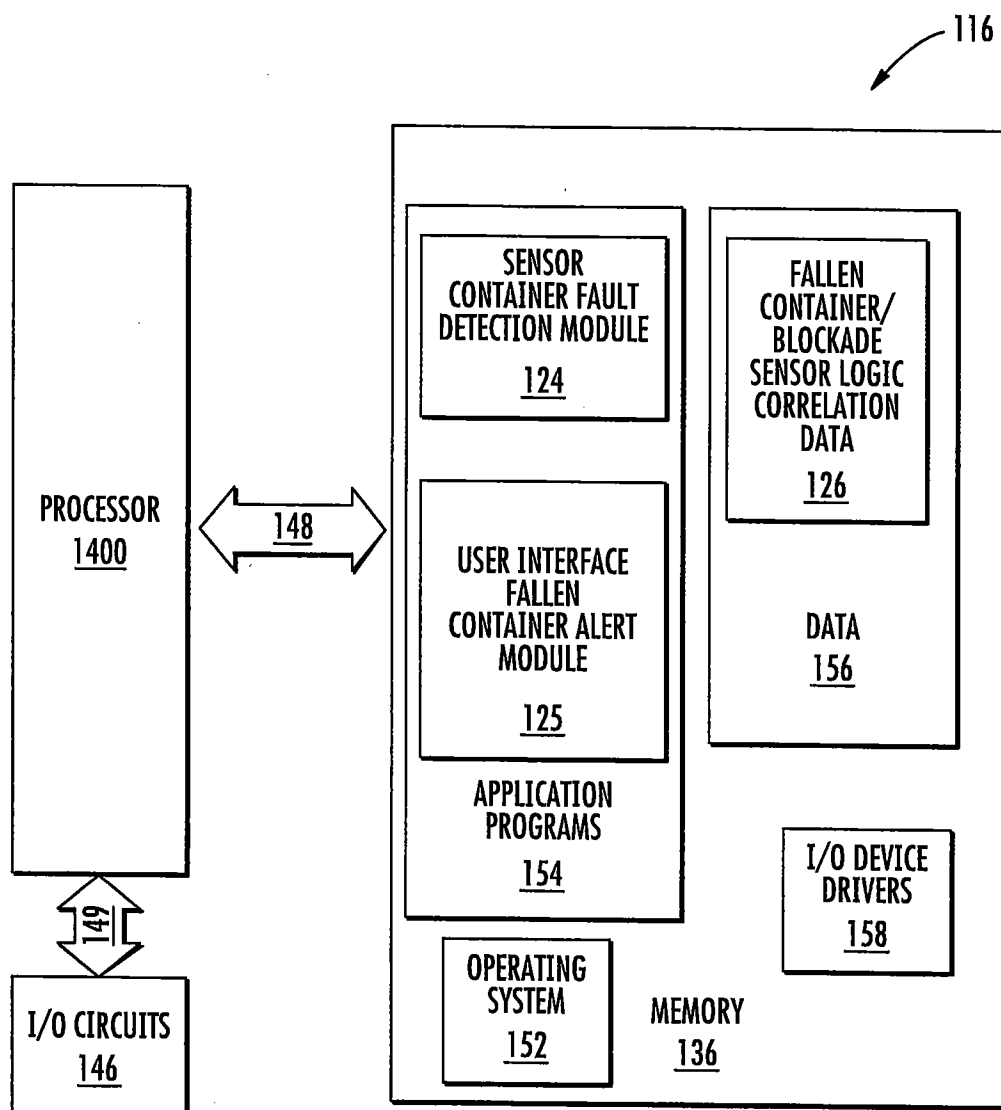 116
PROCESSOR
1400
148
149
I/O CIRCUITS
146
SENSOR
CONTAINER FAULT
DETECTION MODULE
124
USER INTERFACE
FALLEN
CONTAINER ALERT
MODULE
125
APPLICATION
PROGRAMS
154
FALLEN
CONTAINER/
BLOCKADE
SENSOR LOGIC
CORRELATION
DATA
126
DATA
156
I/O DEVICE
DRIVERS
158
OPERATING
SYSTEM
152
MEMORY
136